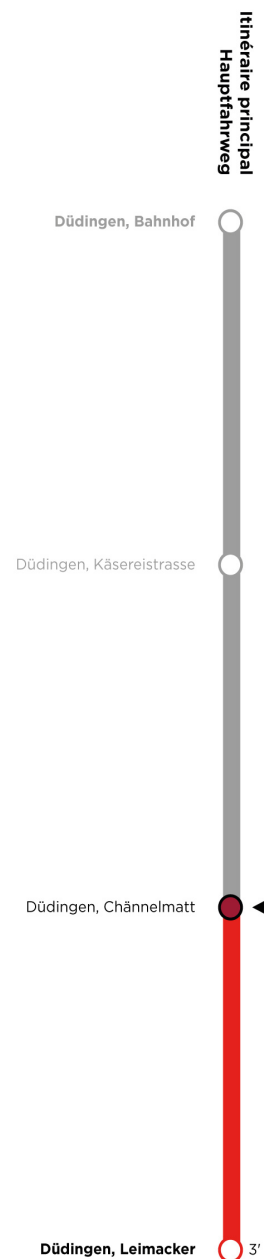 Itinéraire principal
Hauptfahrweg
Düdingen, Bahnhof
Düdingen, Käsereistrasse
Düdingen, Chännelmatt
Düdingen, Leimacker 3'